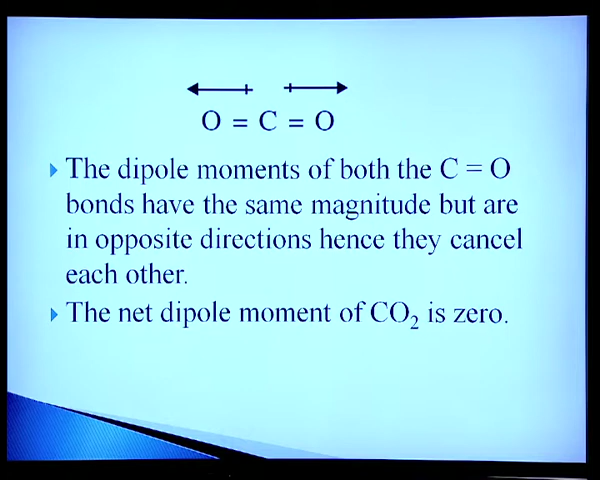 O = C = O
The dipole moments of both the C = O
bonds have the same magnitude but are
in opposite directions hence they cancel
each other.
The net dipole moment of CO₂ is zero.